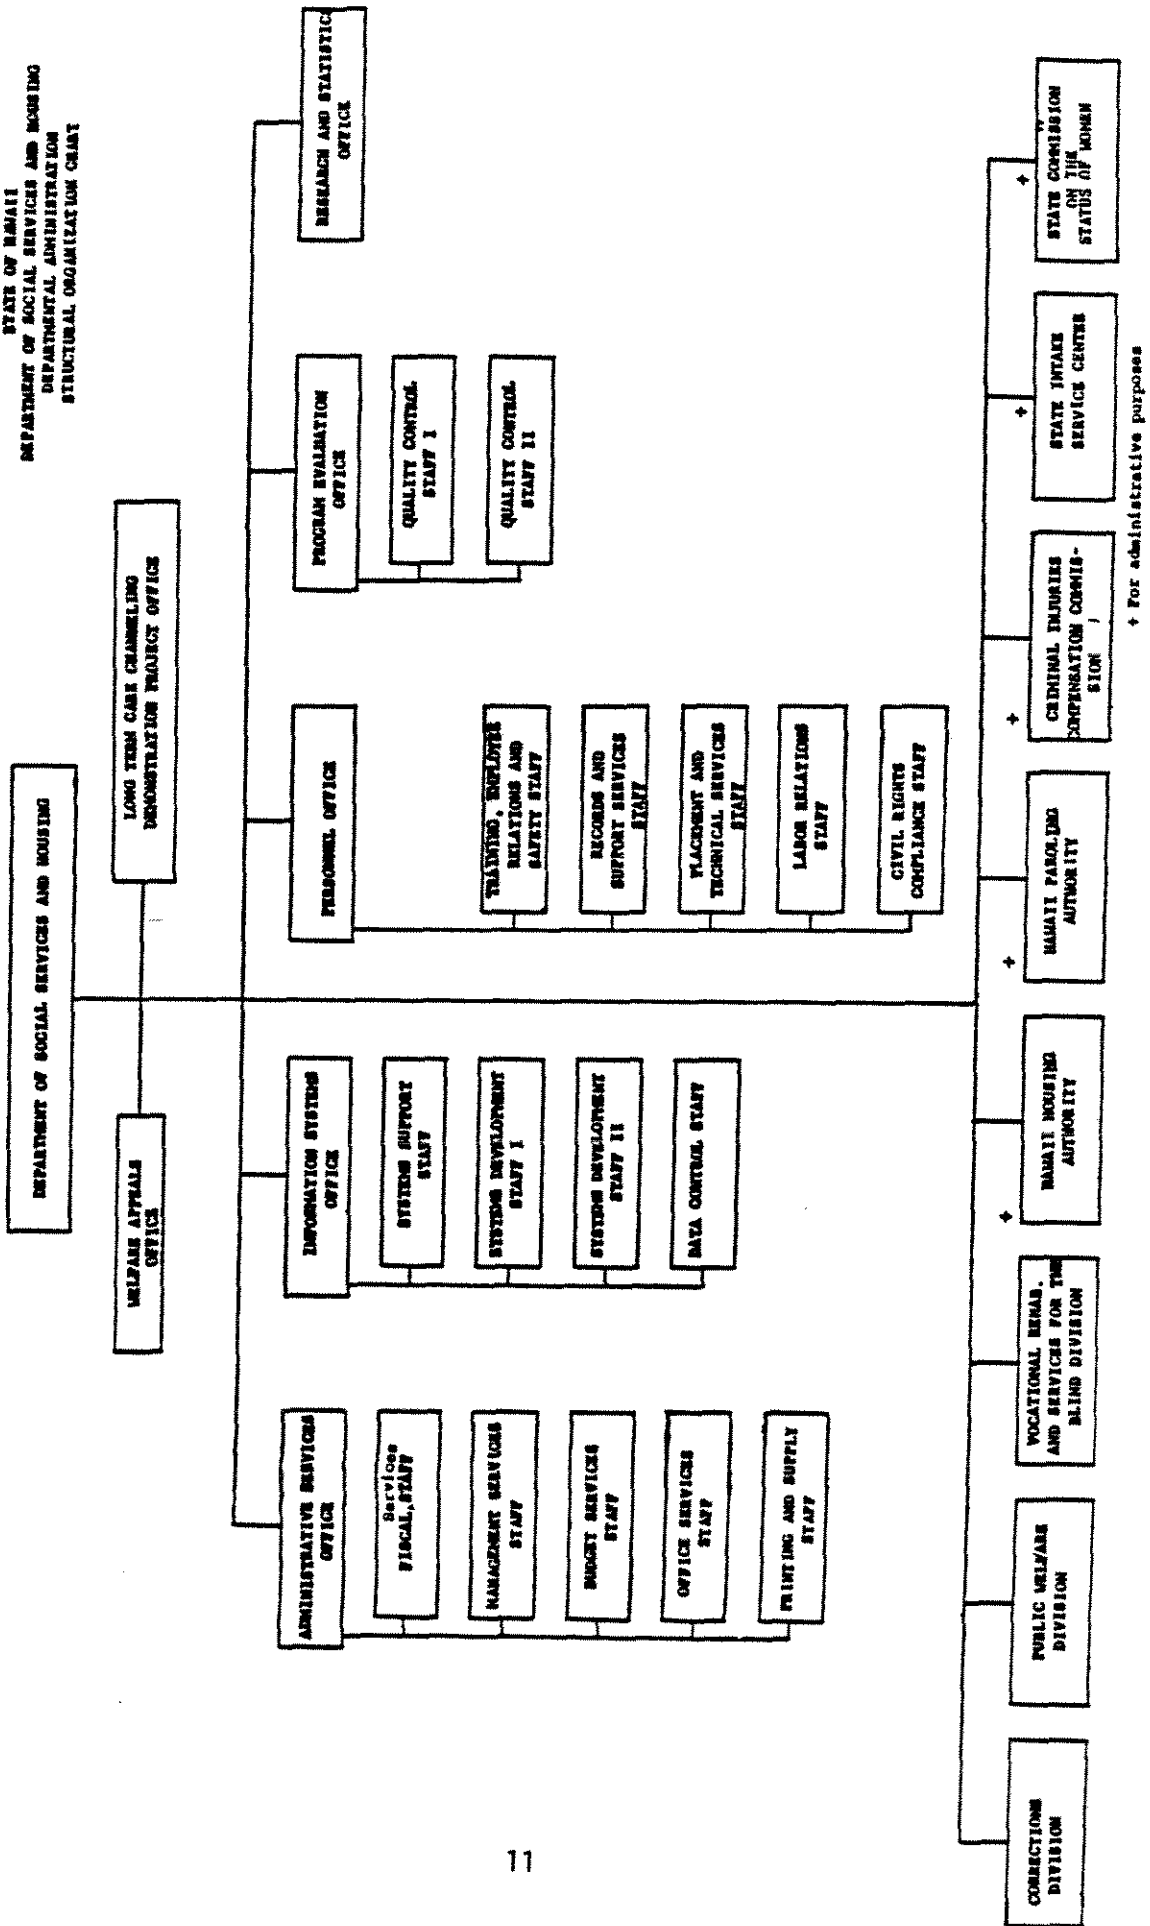 STATE OF HAWAII
DEPARTMENT OF SOCIAL SERVICES AND HOUSING
DEPARTMENTAL ADMINISTRATION
STRUCTURAL ORGANIZATION CHART
DEPARTMENT OF SOCIAL SERVICES AND HOUSING
WELFARE APPEALS
OFFICE
LONG TERM CARE CHANNELING
DEMONSTRATION PROJECT OFFICE
ADMINISTRATIVE SERVICES
OFFICE
Services
FISCAL STAFF
MANAGEMENT SERVICES
STAFF
BUDGET SERVICES
STAFF
OFFICE SERVICES
STAFF
PRINTING AND SUPPLY
STAFF
INFORMATION SYSTEMS
OFFICE
SYSTEMS SUPPORT
STAFF
SYSTEMS DEVELOPMENT
STAFF I
SYSTEMS DEVELOPMENT
STAFF II
DATA CONTROL STAFF
PERSONNEL OFFICE
TRAINING, EMPLOYEE
RELATIONS AND
SAFETY STAFF
RECORDS AND
SUPPORT SERVICES
STAFF
PLACEMENT AND
TECHNICAL SERVICES
STAFF
LABOR RELATIONS
STAFF
CIVIL RIGHTS
COMPLIANCE STAFF
PROGRAM EVALUATION
OFFICE
QUALITY CONTROL
STAFF I
QUALITY CONTROL
STAFF II
RESEARCH AND STATISTICS
OFFICE
CORRECTIONS
DIVISION
PUBLIC WELFARE
DIVISION
VOCATIONAL REHAB.
AND SERVICES FOR THE
BLIND DIVISION
+
HAWAII HOUSING
AUTHORITY
+
HAWAII PAROLING
AUTHORITY
+
CRIMINAL INJURIES
COMPENSATION COMMIS-
SION
+
STATE INTAKE
SERVICE CENTER
+
STATE COMMISSION
ON THE
STATUS OF WOMEN
+ For administrative purposes
11